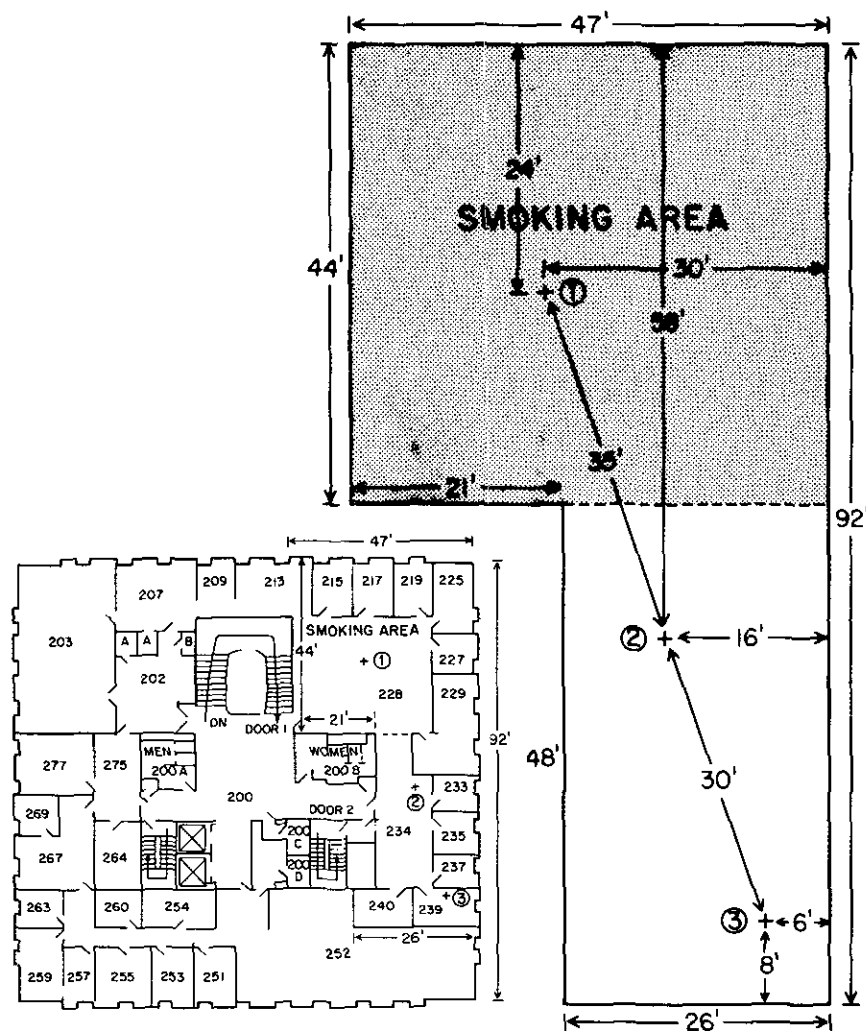 47'
24'
SMOKING AREA
44'
30'
+ ①
38'
21'
92'
② + 16'
48'
30'
③ + 6'
8'
26'
47'
207 209 213 215 217 219 225
203
A A B
SMOKING AREA
44'
+ ①
227
202
228
229
DN DOOR 1
21'
MEN
200 A
WOMEN
200 B
92'
277 275
200
②
+
233
269
DOOR 2
234
200
C
235
267 264
200
D
237
+ ③
263 260 254
240 239
252
26'
259 257 255 253 251